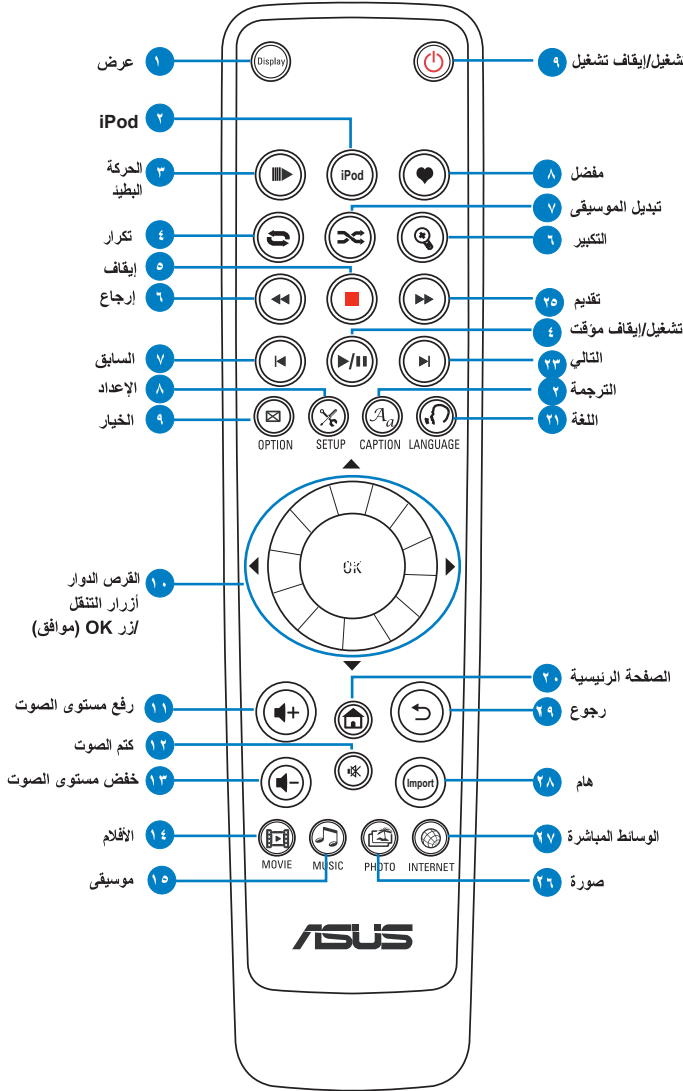 Display
١ عرض
تشغيل/إيقاف تشغيل ٩
٢ iPod
٣ الحركة
البطيئ
iPod
مفضل ٨
تبديل الموسيقى ٧
٤ تكرار
التكبير ٦
٥ إيقاف
٦ إرجاع
تقديم ٢٥
تشغيل/إيقاف مؤقت ٤
٧ السابق
التالي ٢٣
٨ الإعداد
الترجمة ٢
٩ الخيار
Aa
اللغة ٢١
OPTION SETUP CAPTION LANGUAGE
OK
١٠ القرص الدوار
أزرار التنقل
/زر OK (موافق)
الصفحة الرئيسية ٢٠
١١ رفع مستوى الصوت
رجوع ٢٩
١٢ كتم الصوت
١٣ خفض مستوى الصوت
Import
هام ٢٨
١٤ الأفلام
الوسائط المباشرة ٢٧
MOVIE MUSIC PHOTO INTERNET
١٥ موسيقى
صورة ٢٦
ASUS